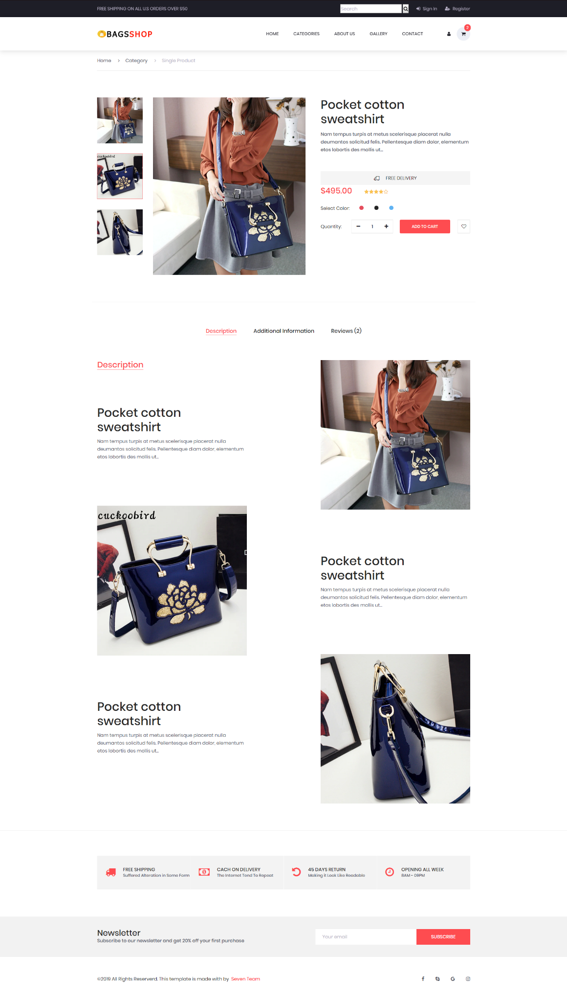 FREE SHIPPING ON ALL U.S ORDERS OVER $50
Search
Sign In
Register
BAGSSHOP
HOME
CATEGORIES
ABOUT US
GALLERY
CONTACT
2
Home
Category
Single Product
cuckoobird
Pocket cotton
sweatshirt
Nam tempus turpis at metus scelerisque placerat nulla
deumantos solicitud felis. Pellentesque diam dolor, elementum
etos lobortis des mollis ut...
FREE DELIVERY
$495.00
Select Color:
Quantity:
1
ADD TO CART
Description
Additional Information
Reviews (2)
Description
Pocket cotton
sweatshirt
Nam tempus turpis at metus scelerisque placerat nulla
deumantos solicitud felis. Pellentesque diam dolor, elementum
etos lobortis des mollis ut...
cuckoobird
Pocket cotton
sweatshirt
Nam tempus turpis at metus scelerisque placerat nulla
deumantos solicitud felis. Pellentesque diam dolor, elementum
etos lobortis des mollis ut...
Pocket cotton
sweatshirt
Nam tempus turpis at metus scelerisque placerat nulla
deumantos solicitud felis. Pellentesque diam dolor, elementum
etos lobortis des mollis ut...
FREE SHIPPING
Suffered Alteration in Some Form
CACH ON DELIVERY
The Internet Tend To Repeat
45 DAYS RETURN
Making it Look Like Readable
OPENING ALL WEEK
8AM - 09PM
Newsletter
Subscribe to our newsletter and get 20% off your first purchase
Your email
SUBSCRIBE
©2019 All Rights Reserverd. This template is made with by Seven Team